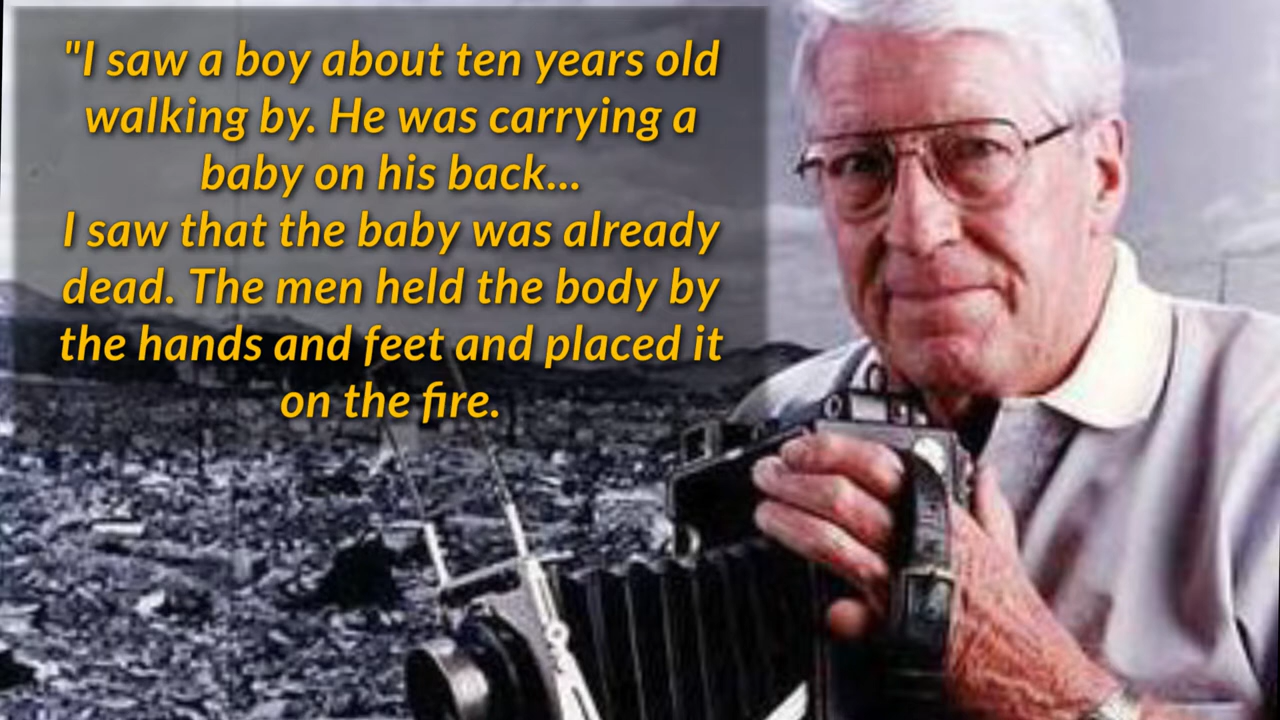 "I saw a boy about ten years old
walking by. He was carrying a
baby on his back...
I saw that the baby was already
dead. The men held the body by
the hands and feet and placed it
on the fire.